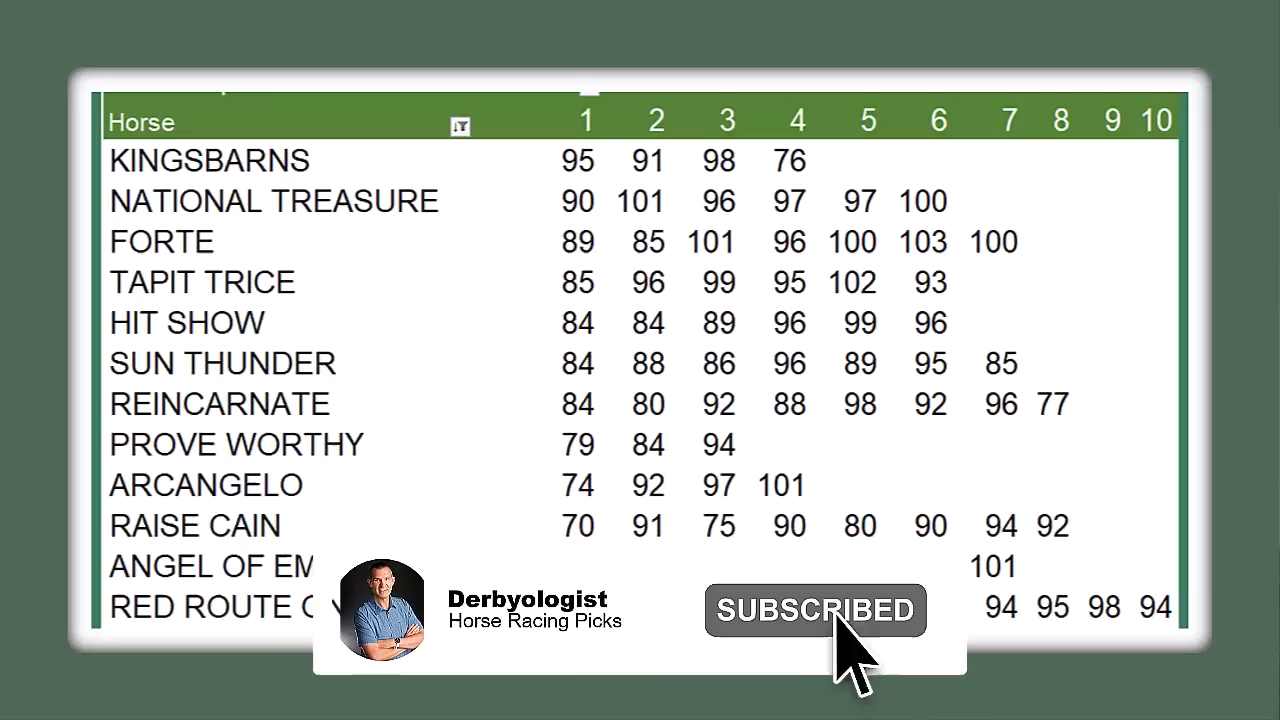 Horse 1 2 3 4 5 6 7 8 9 10
KINGSBARNS 95 91 98 76
NATIONAL TREASURE 90 101 96 97 97 100
FORTE 89 85 101 96 100 103 100
TAPIT TRICE 85 96 99 95 102 93
HIT SHOW 84 84 89 96 99 96
SUN THUNDER 84 88 86 96 89 95 85
REINCARNATE 84 80 92 88 98 92 96 77
PROVE WORTHY 79 84 94
ARCANGELO 74 92 97 101
RAISE CAIN 70 91 75 90 80 90 94 92
ANGEL OF 101
RED ROUTE 94 95 98 94
Derbyologist
Horse Racing Picks
SUBSCRIBED